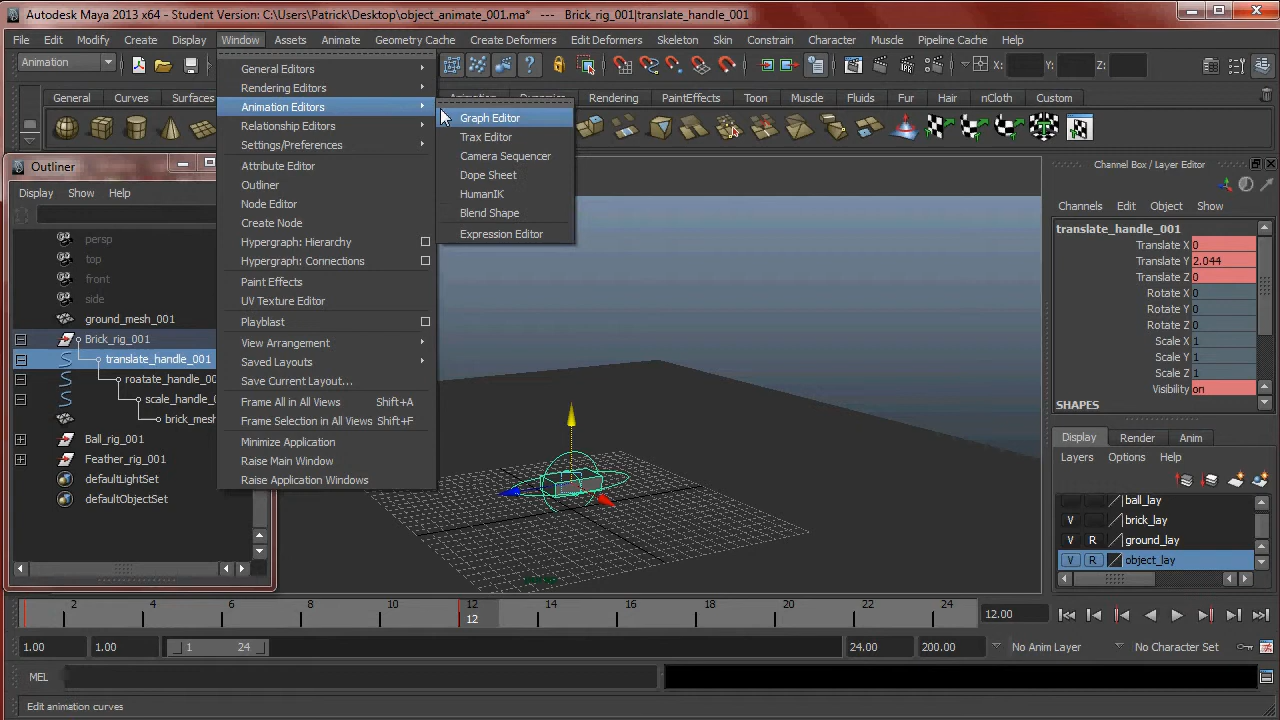 Autodesk Maya 2013 x64 - Student Version: C:\Users\Patrick\Desktop\object_animate_001.ma* --- Brick_rig_001|translate_handle_001
File Edit Modify Create Display Window Assets Animate Geometry Cache Create Deformers Edit Deformers Skeleton Skin Constrain Character Muscle Pipeline Cache Help
Animation X: Y: Z:
General Curves Surfaces Rendering PaintEffects Toon Muscle Fluids Fur Hair nCloth Custom
General Editors
Rendering Editors
Animation Editors
Relationship Editors
Settings/Preferences
Attribute Editor
Outliner
Node Editor
Create Node
Hypergraph: Hierarchy
Hypergraph: Connections
Paint Effects
UV Texture Editor
Playblast
View Arrangement
Saved Layouts
Save Current Layout...
Frame All in All Views Shift+A
Frame Selection in All Views Shift+F
Minimize Application
Raise Main Window
Raise Application Windows
Graph Editor
Trax Editor
Camera Sequencer
Dope Sheet
HumanIK
Blend Shape
Expression Editor
Outliner
Display Show Help
persp
top
front
side
ground_mesh_001
Brick_rig_001
translate_handle_001
roatate_handle_00
scale_handle_0
brick_mesh
Ball_rig_001
Feather_rig_001
defaultLightSet
defaultObjectSet
Channel Box / Layer Editor
Channels Edit Object Show
translate_handle_001
Translate X 0
Translate Y 2.044
Translate Z 0
Rotate X 0
Rotate Y 0
Rotate Z 0
Scale X 1
Scale Y 1
Scale Z 1
Visibility on
SHAPES
Display Render Anim
Layers Options Help
ball_lay
V brick_lay
V R ground_lay
V R object_lay
2 4 6 8 10 12 14 16 18 20 22 24
12 12.00
1.00 1.00 1 24 24.00 200.00 No Anim Layer No Character Set
MEL
Edit animation curves